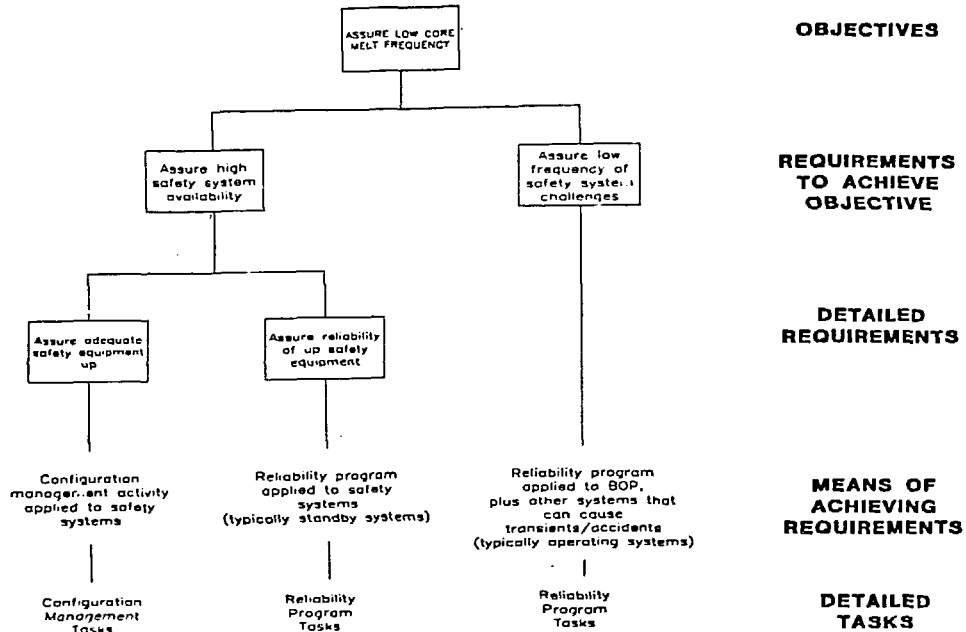 ASSURE LOW CORE
MELT FREQUENCY
OBJECTIVES
Assure high
safety system
availability
Assure low
frequency of
safety system
challenges
REQUIREMENTS
TO ACHIEVE
OBJECTIVE
Assure adequate
safety equipment
up
Assure reliability
of up safety
equipment
DETAILED
REQUIREMENTS
Configuration
management activity
applied to safety
systems
Reliability program
applied to safety
systems
(typically standby systems)
Reliability program
applied to BOP,
plus other systems that
can cause
transients/accidents
(typically operating systems)
MEANS OF
ACHIEVING
REQUIREMENTS
Configuration
Management
Tasks
Reliability
Program
Tasks
Reliability
Program
Tasks
DETAILED
TASKS